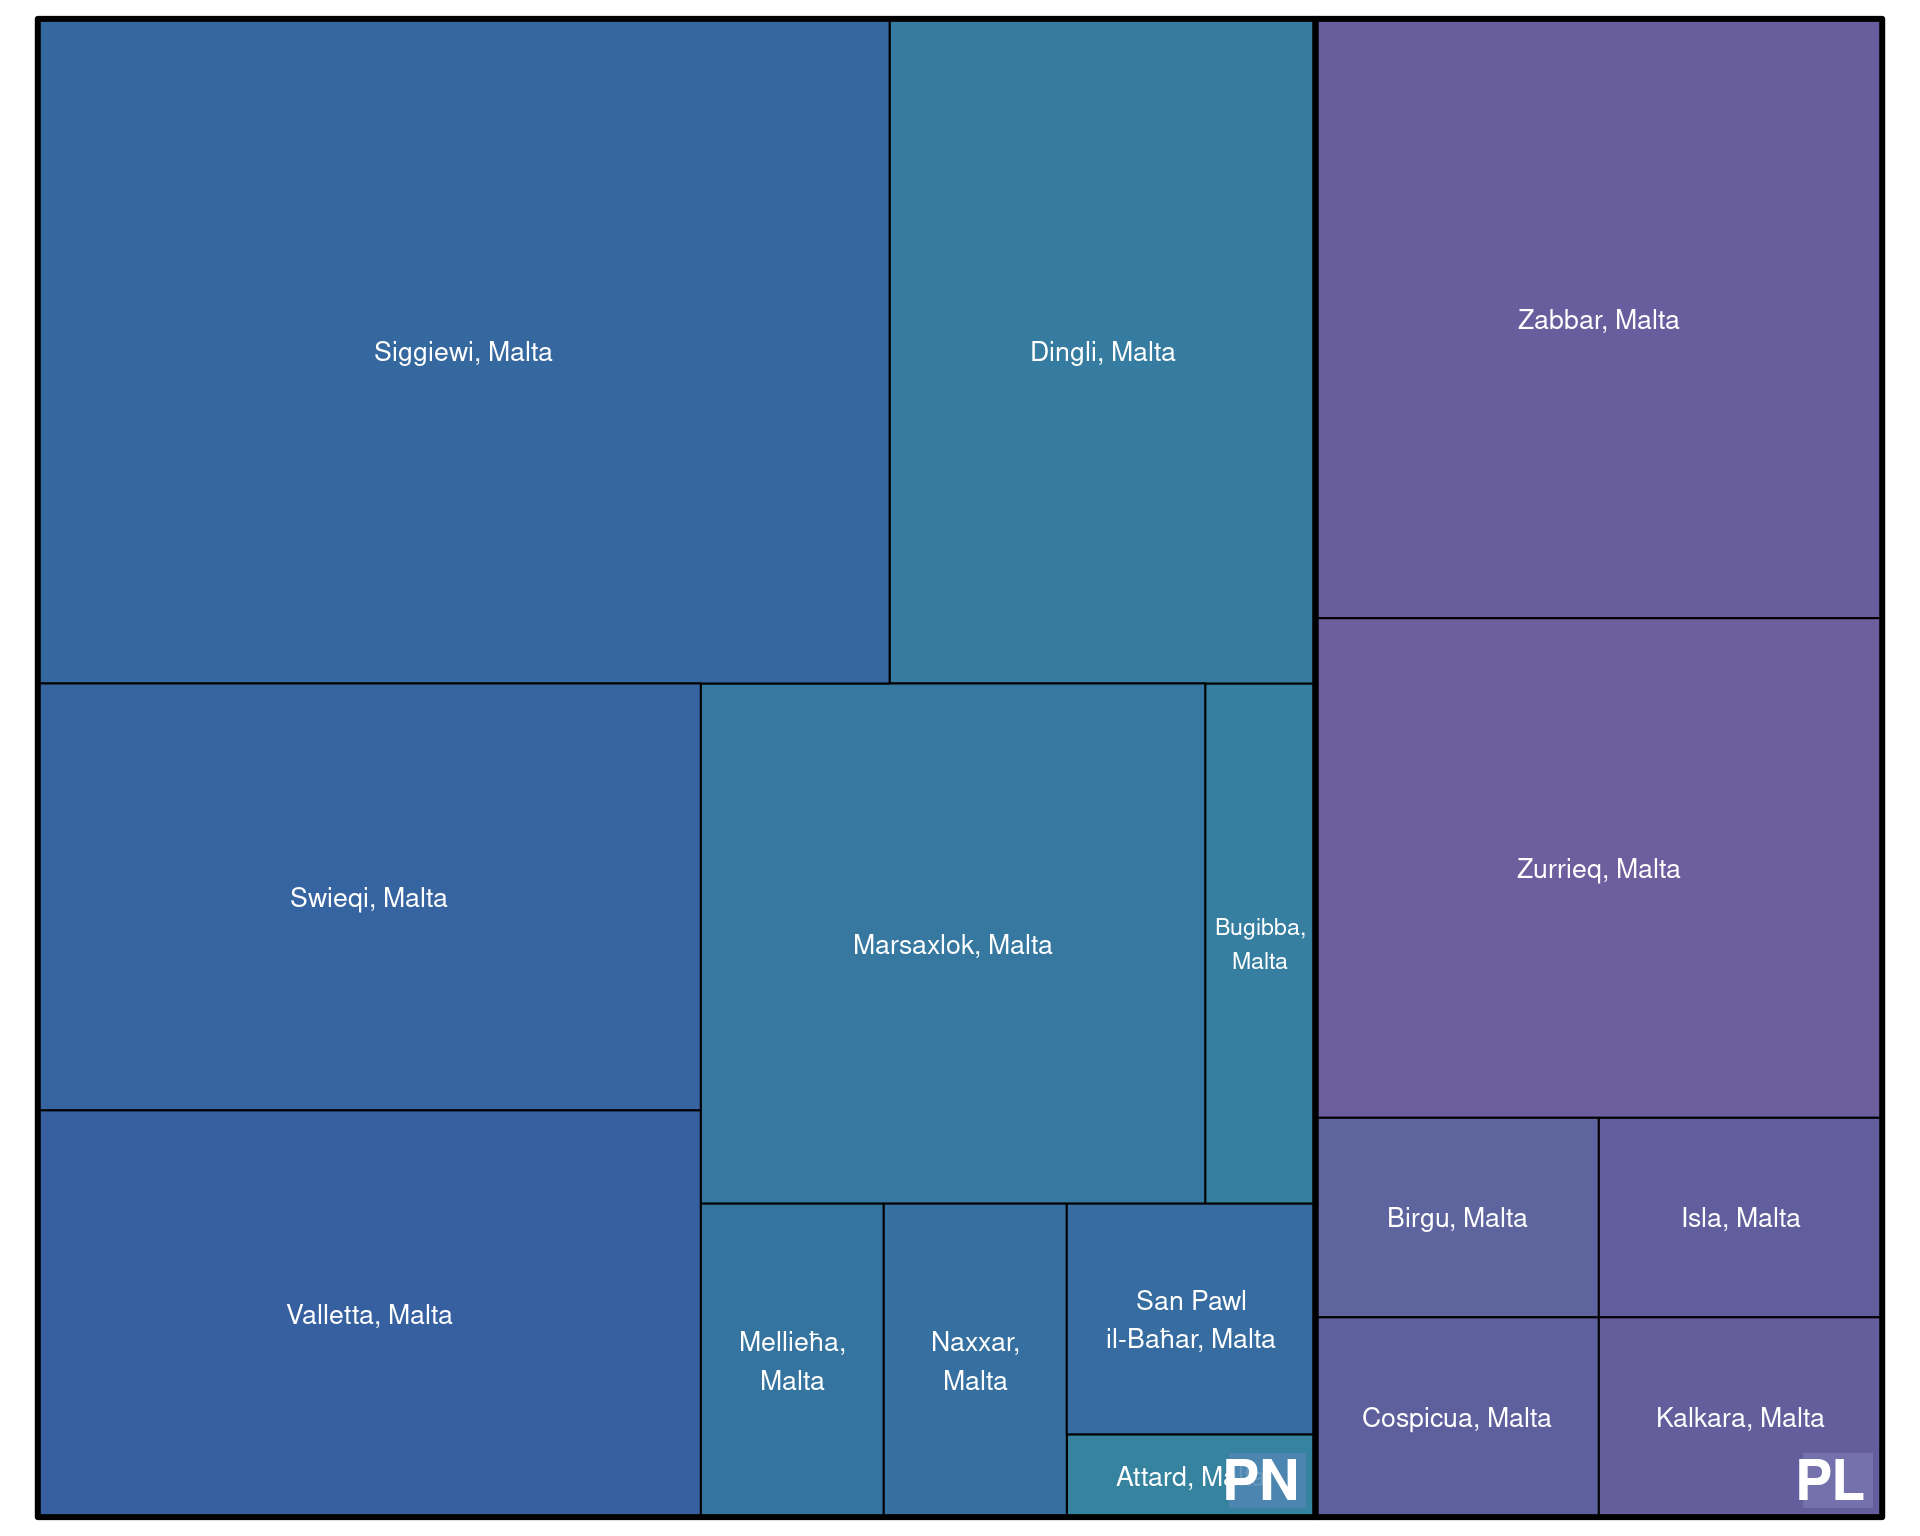 Siggiewi, Malta
Dingli, Malta
Zabbar, Malta
Swieqi, Malta
Marsaxlok, Malta
Bugibba,
Malta
Zurrieq, Malta
Valletta, Malta
Mellieħa,
Malta
Naxxar,
Malta
San Pawl
il-Baħar, Malta
Attard,
PN
Birgu, Malta
Isla, Malta
Cospicua, Malta
Kalkara, Malta
PL